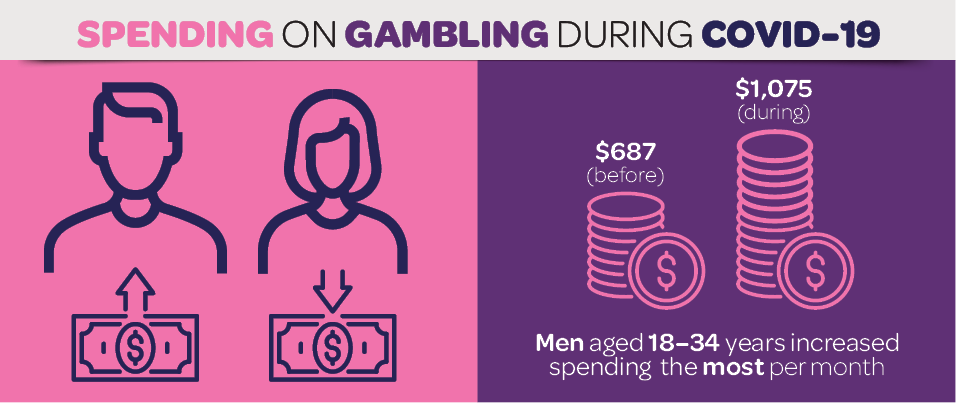 SPENDING ON GAMBLING DURING COVID-19
$1,075
(during)
$687
(before)
$
$
$
$
Men aged 18-34 years increased
spending the most per month